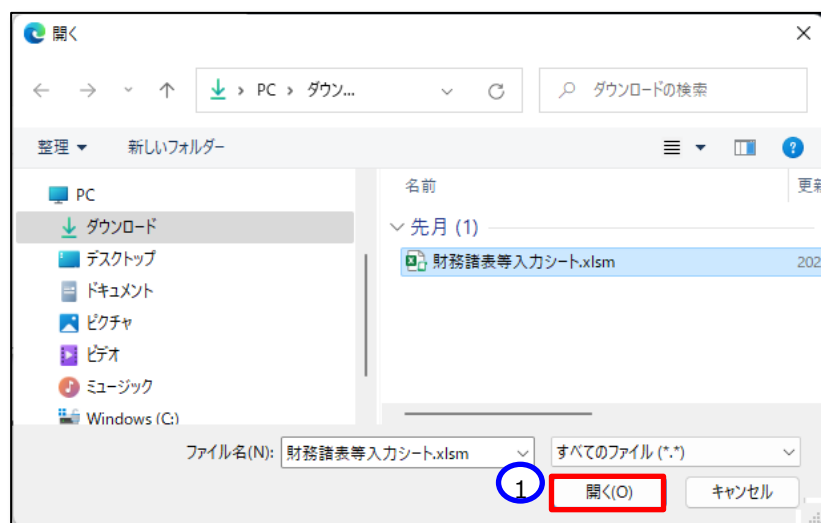 開く
PC › ダウン...
ダウンロードの検索
整理 新しいフォルダー
名前
PC
ダウンロード
デスクトップ
ドキュメント
ピクチャ
ビデオ
ミュージック
Windows (C:)
先月 (1)
財務諸表等入力シート.xlsm 202
ファイル名(N): 財務諸表等入力シート.xlsm すべてのファイル (*.*)
1 開く(O) キャンセル